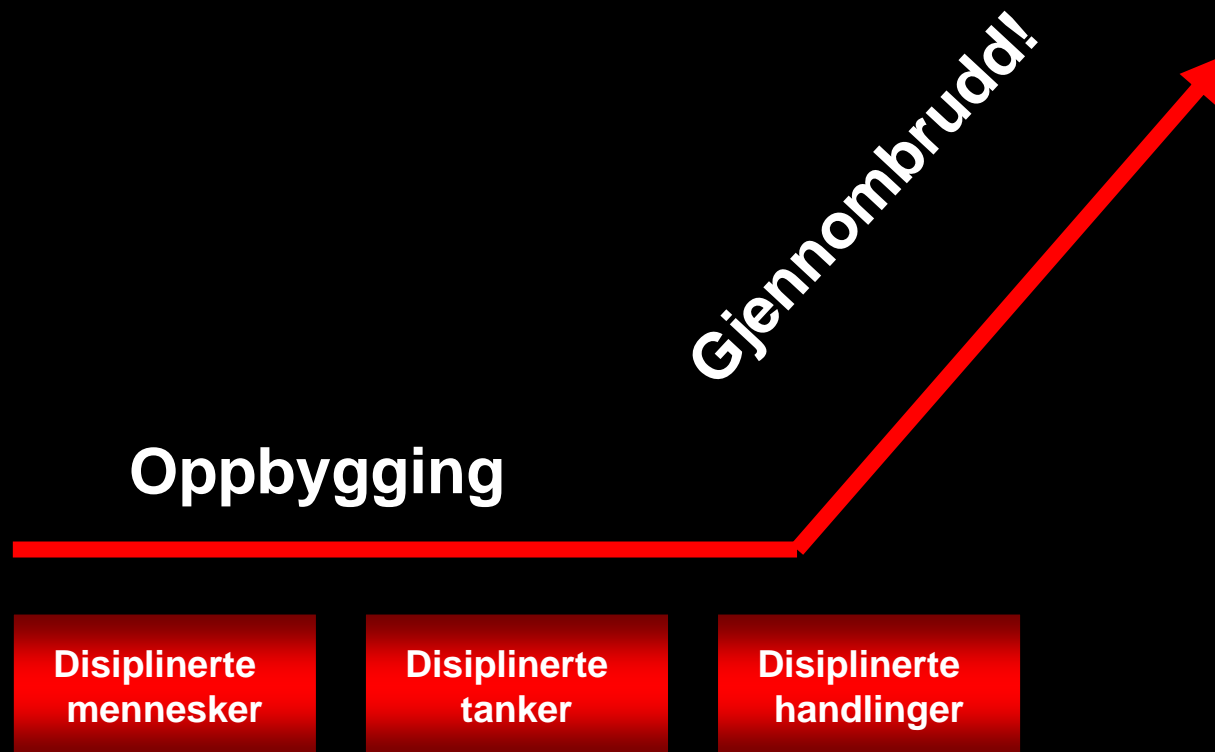 Gjennombrudd!
Oppbygging
Disiplinerte
mennesker
Disiplinerte
tanker
Disiplinerte
handlinger